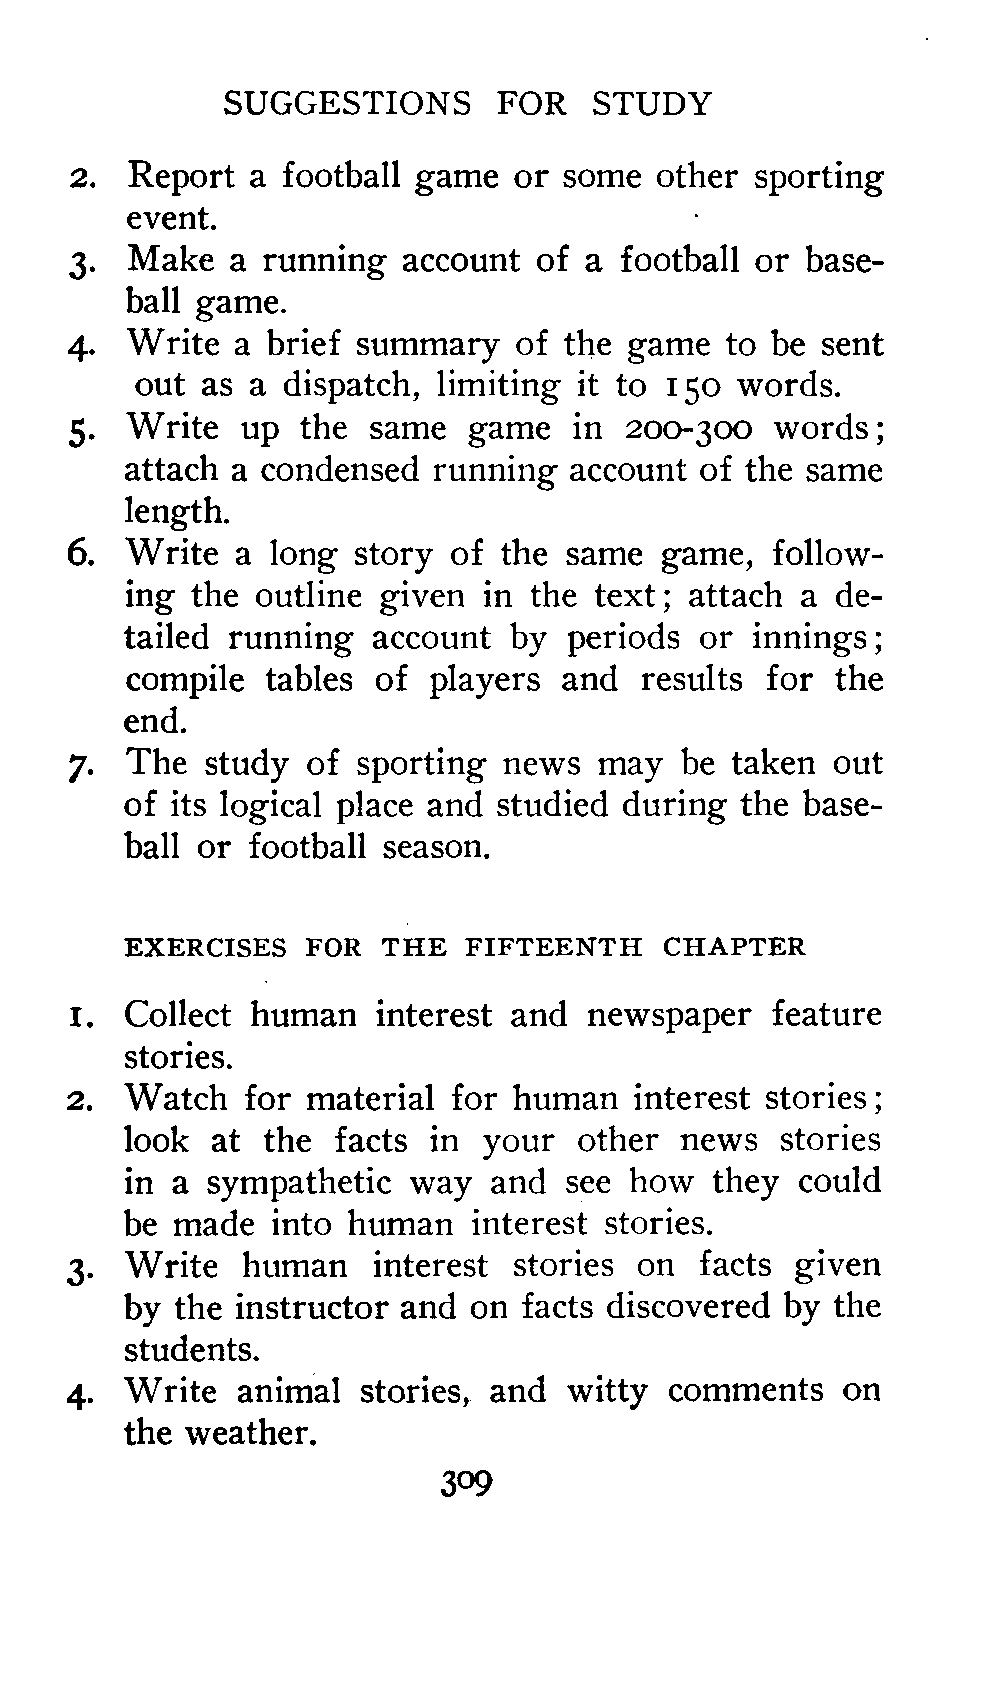 SUGGESTIONS FOR STUDY
2. Report a football game or some other sporting
event.
3. Make a running account of a football or base-
ball game.
4. Write a brief summary of the game to be sent
out as a dispatch, limiting it to 150 words.
5. Write up the same game in 200-300 words;
attach a condensed running account of the same
length.
6. Write a long story of the same game, follow-
ing the outline given in the text; attach a de-
tailed running account by periods or innings;
compile tables of players and results for the
end.
7. The study of sporting news may be taken out
of its logical place and studied during the base-
ball or football season.
EXERCISES FOR THE FIFTEENTH CHAPTER
1. Collect human interest and newspaper feature
stories.
2. Watch for material for human interest stories;
look at the facts in your other news stories
in a sympathetic way and see how they could
be made into human interest stories.
3. Write human interest stories on facts given
by the instructor and on facts discovered by the
students.
4. Write animal stories, and witty comments on
the weather.
309